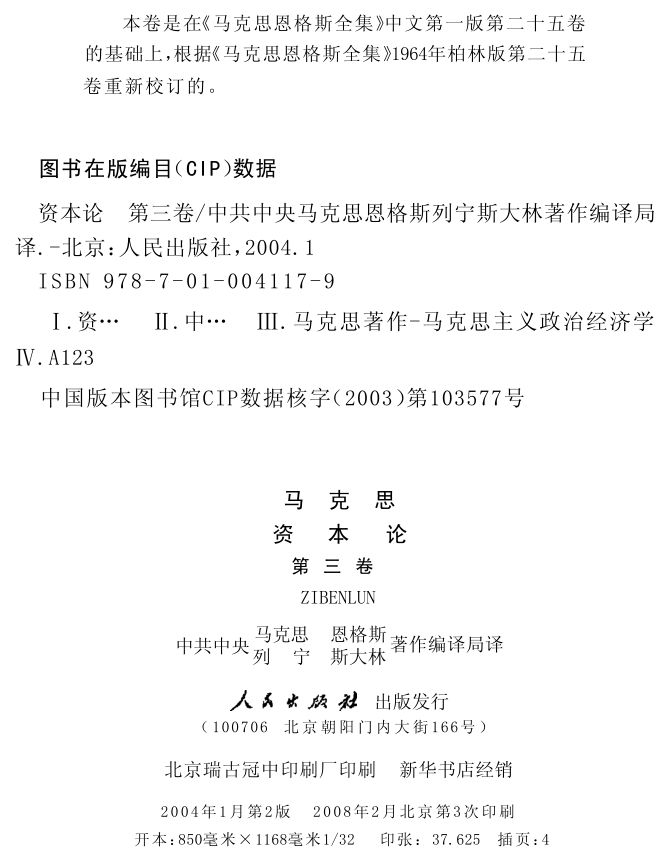 本卷是在《马克思恩格斯全集》中文第一版第二十五卷
的基础上,根据《马克思恩格斯全集》1964年柏林版第二十五
卷重新校订的。
图书在版编目(CIP)数据
资本论 第三卷/中共中央马克思恩格斯列宁斯大林著作编译局
译.-北京:人民出版社,2004.1
ISBN 978-7-01-004117-9
Ⅰ.资… Ⅱ.中… Ⅲ.马克思著作-马克思主义政治经济学
Ⅳ.A123
中国版本图书馆CIP数据核字(2003)第103577号
马 克 思
资 本 论
第 三 卷
ZIBENLUN
中共中央 马克思 恩格斯 列 宁 斯大林 著作编译局译
人民出版社 出版发行
(100706 北京朝阳门内大街166号)
北京瑞古冠中印刷厂印刷 新华书店经销
2004年1月第2版 2008年2月北京第3次印刷
开本:850毫米×1168毫米1/32 印张:37.625 插页:4